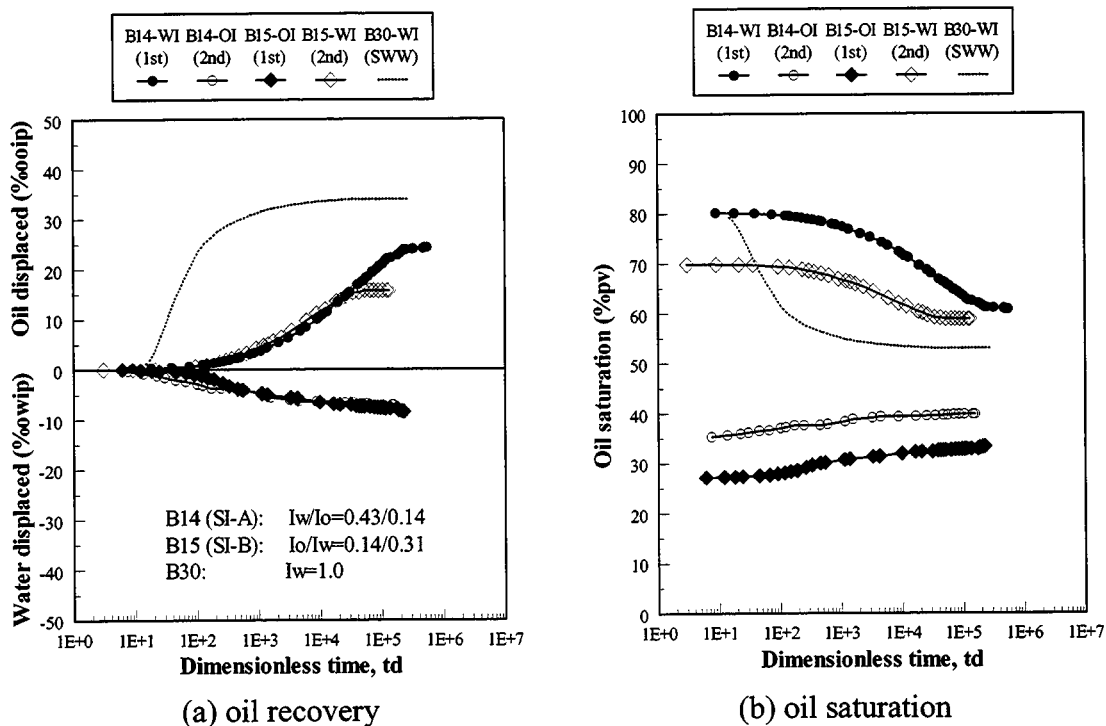 B14-WI B14-OI B15-OI B15-WI B30-WI
(1st) (2nd) (1st) (2nd) (SWW)
50
40
30
20
10
0
-10
-20
-30
-40
-50
Oil displaced (%ooip)
Water displaced (%owip)
B14 (SI-A): Iw/Io=0.43/0.14
B15 (SI-B): Io/Iw=0.14/0.31
B30: Iw=1.0
1E+0 1E+1 1E+2 1E+3 1E+4 1E+5 1E+6 1E+7
Dimensionless time, td
(a) oil recovery
B14-WI B14-OI B15-OI B15-WI B30-WI
(1st) (2nd) (1st) (2nd) (SWW)
100
90
80
70
60
50
40
30
20
10
0
Oil saturation (%pv)
1E+0 1E+1 1E+2 1E+3 1E+4 1E+5 1E+6 1E+7
Dimensionless time, td
(b) oil saturation